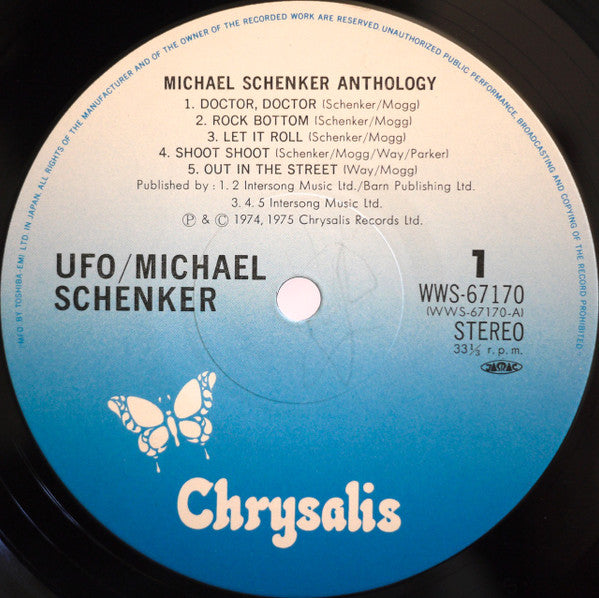 ALL RIGHTS OF THE MANUFACTURER AND OF THE OWNER OF THE RECORDED WORK ARE RESERVED. UNAUTHORIZED PUBLIC PERFORMANCE, BROADCASTING AND COPYING OF THE RECORD PROHIBITED.
MF'D BY TOSHIBA-EMI LTD. IN JAPAN.
MICHAEL SCHENKER ANTHOLOGY
1. DOCTOR, DOCTOR (Schenker/Mogg)
2. ROCK BOTTOM (Schenker/Mogg)
3. LET IT ROLL (Schenker/Mogg)
4. SHOOT SHOOT (Schenker/Mogg/Way/Parker)
5. OUT IN THE STREET (Way/Mogg)
Published by : 1. 2 Intersong Music Ltd./Barn Publishing Ltd.
3. 4. 5 Intersong Music Ltd.
Ⓟ & Ⓒ 1974, 1975 Chrysalis Records Ltd.
UFO/MICHAEL
SCHENKER
1
WWS-67170
(WWS-67170-A)
STEREO
33⅓ r.p.m.
JASRAC
Chrysalis